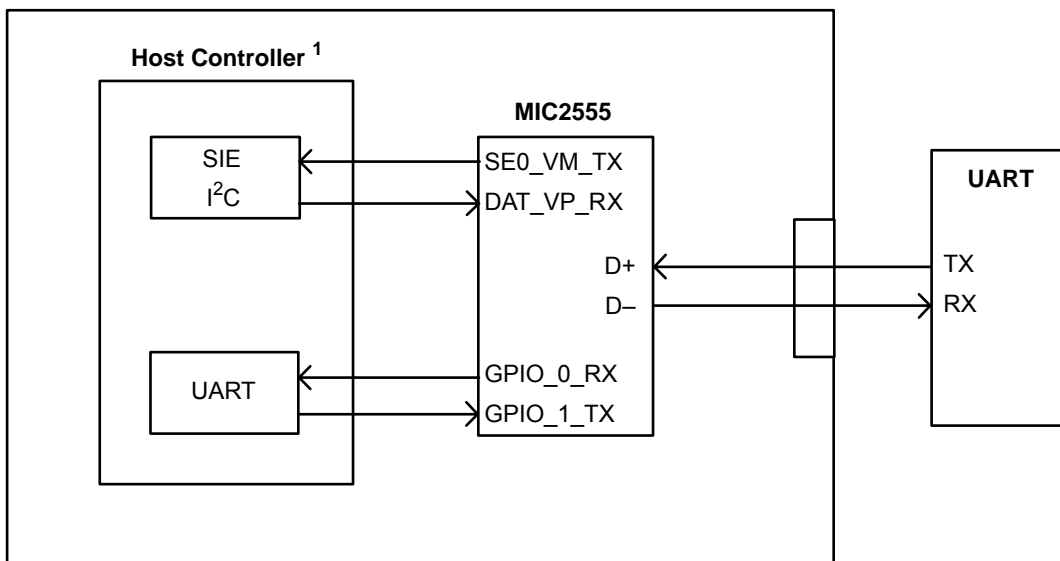 Host Controller ¹
MIC2555
SIE
I²C
SE0_VM_TX
DAT_VP_RX
UART
D+
D–
TX
RX
UART
GPIO_0_RX
GPIO_1_TX